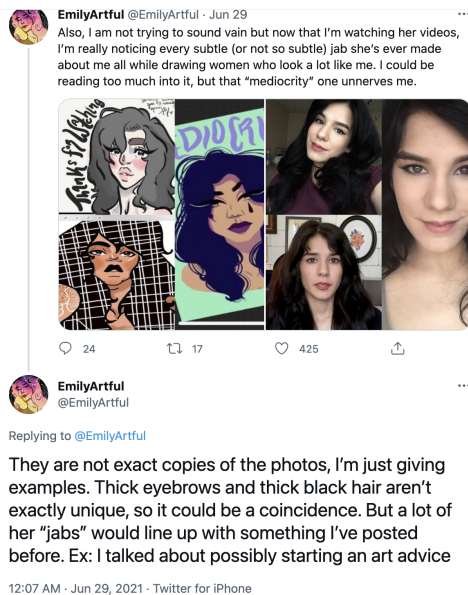 EmilyArtful @EmilyArtful · Jun 29
Also, I am not trying to sound vain but now that I'm watching her videos,
I'm really noticing every subtle (or not so subtle) jab she's ever made
about me all while drawing women who look a lot like me. I could be
reading too much into it, but that "mediocrity" one unnerves me.
Thanks for Watching
DIOCRI
24
17
425
EmilyArtful
@EmilyArtful
Replying to @EmilyArtful
They are not exact copies of the photos, I'm just giving
examples. Thick eyebrows and thick black hair aren't
exactly unique, so it could be a coincidence. But a lot of
her "jabs" would line up with something I've posted
before. Ex: I talked about possibly starting an art advice
12:07 AM · Jun 29, 2021 · Twitter for iPhone